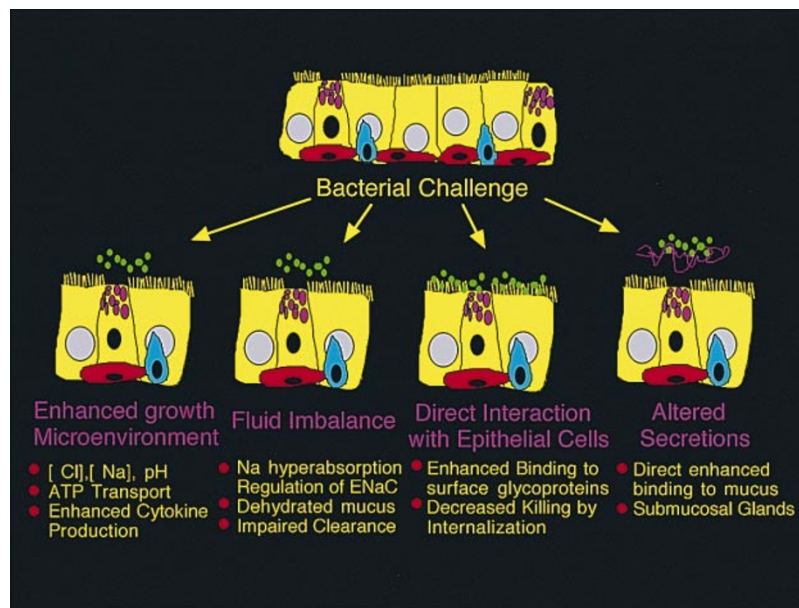 Bacterial Challenge
Enhanced growth
Microenvironment
[ Cl],[ Na], pH
ATP Transport
Enhanced Cytokine
Production
Fluid Imbalance
Na hyperabsorption
Regulation of ENaC
Dehydrated mucus
Impaired Clearance
Direct Interaction
with Epithelial Cells
Enhanced Binding to
surface glycoproteins
Decreased Killing by
Internalization
Altered
Secretions
Direct enhanced
binding to mucus
Submucosal Glands